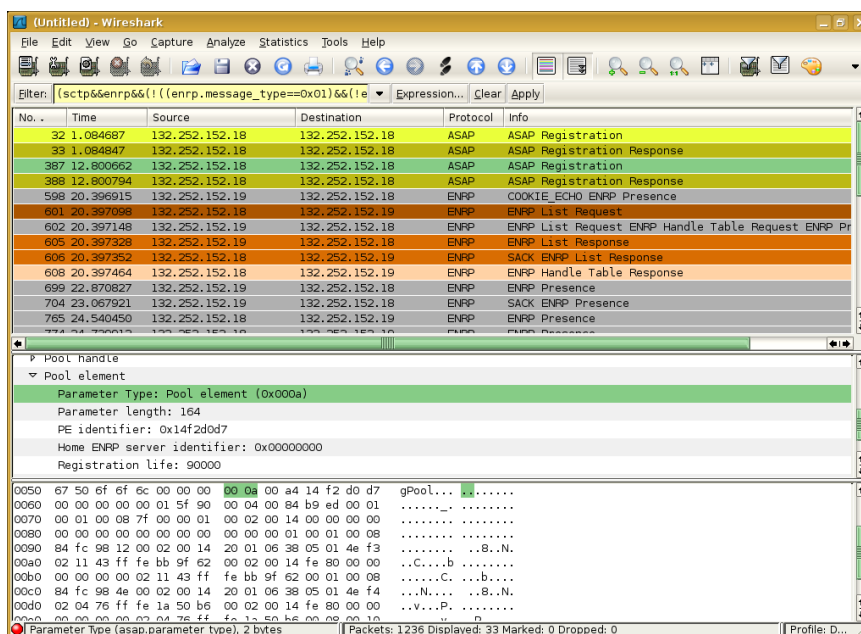 (Untitled) - Wireshark
File Edit View Go Capture Analyze Statistics Tools Help
Filter: (sctp&&enrp&&(!((enrp.message_type==0x01)&&(!e Expression... Clear Apply
No. . Time Source Destination Protocol Info
32 1.084687 132.252.152.18 132.252.152.18 ASAP ASAP Registration
33 1.084847 132.252.152.18 132.252.152.18 ASAP ASAP Registration Response
387 12.800662 132.252.152.18 132.252.152.18 ASAP ASAP Registration
388 12.800794 132.252.152.18 132.252.152.18 ASAP ASAP Registration Response
598 20.396915 132.252.152.19 132.252.152.18 ENRP COOKIE_ECHO ENRP Presence
601 20.397098 132.252.152.18 132.252.152.19 ENRP ENRP List Request
602 20.397148 132.252.152.18 132.252.152.19 ENRP ENRP List Request ENRP Handle Table Request ENRP Pr
605 20.397328 132.252.152.19 132.252.152.18 ENRP ENRP List Response
606 20.397352 132.252.152.18 132.252.152.19 ENRP SACK ENRP List Response
608 20.397464 132.252.152.18 132.252.152.19 ENRP ENRP Handle Table Response
699 22.870827 132.252.152.19 132.252.152.18 ENRP ENRP Presence
704 23.067921 132.252.152.19 132.252.152.18 ENRP SACK ENRP Presence
765 24.540450 132.252.152.18 132.252.152.19 ENRP ENRP Presence
Pool handle
Pool element
Parameter Type: Pool element (0x000a)
Parameter length: 164
PE identifier: 0x14f2d0d7
Home ENRP server identifier: 0x00000000
Registration life: 90000
0050 67 50 6f 6f 6c 00 00 00 00 0a 00 a4 14 f2 d0 d7 gPool... ........
0060 00 00 00 00 00 01 5f 90 00 04 00 84 b9 ed 00 01 ......_. ........
0070 00 01 00 08 7f 00 00 01 00 02 00 14 00 00 00 00 ........ ........
0080 00 00 00 00 00 00 00 00 00 00 00 01 00 01 00 08 ........ ........
0090 84 fc 98 12 00 02 00 14 20 01 06 38 05 01 4e f3 ........ ..8..N.
00a0 02 11 43 ff fe bb 9f 62 00 02 00 14 fe 80 00 00 ..C....b ........
00b0 00 00 00 00 02 11 43 ff fe bb 9f 62 00 01 00 08 ......C. ...b....
00c0 84 fc 98 4e 00 02 00 14 20 01 06 38 05 01 4e f4 ...N.... ..8..N.
00d0 02 04 76 ff fe 1a 50 b6 00 02 00 14 fe 80 00 00 ..v...P. ........
Parameter Type (asap.parameter type), 2 bytes Packets: 1236 Displayed: 33 Marked: 0 Dropped: 0 Profile: D...